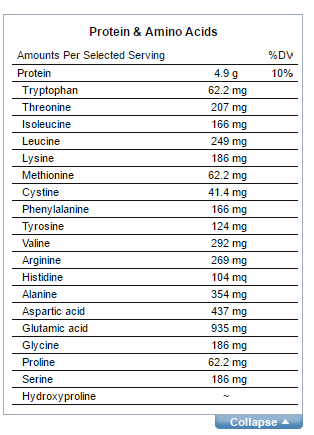 Protein & Amino Acids
Amounts Per Selected Serving %DV
Protein 4.9 g 10%
Tryptophan 62.2 mg
Threonine 207 mg
Isoleucine 166 mg
Leucine 249 mg
Lysine 186 mg
Methionine 62.2 mg
Cystine 41.4 mg
Phenylalanine 166 mg
Tyrosine 124 mg
Valine 292 mg
Arginine 269 mg
Histidine 104 mg
Alanine 354 mg
Aspartic acid 437 mg
Glutamic acid 935 mg
Glycine 186 mg
Proline 62.2 mg
Serine 186 mg
Hydroxyproline ~
Collapse ▲